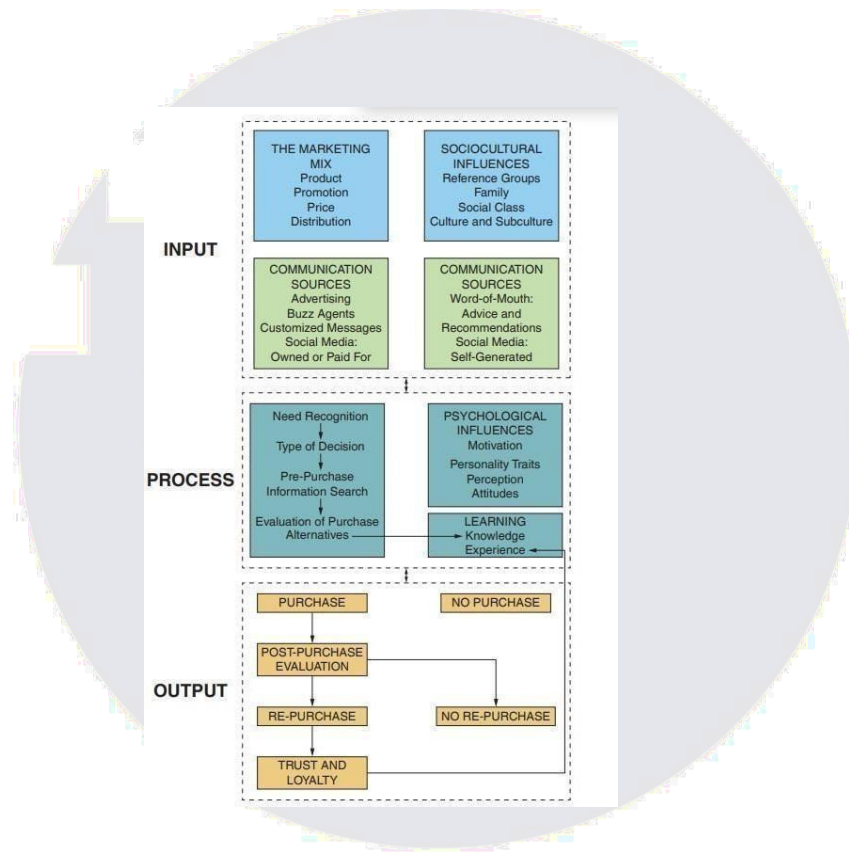 THE MARKETING
MIX
Product
Promotion
Price
Distribution
SOCIOCULTURAL
INFLUENCES
Reference Groups
Family
Social Class
Culture and Subculture
INPUT
COMMUNICATION
SOURCES
Advertising
Buzz Agents
Customized Messages
Social Media:
Owned or Paid For
COMMUNICATION
SOURCES
Word-of-Mouth:
Advice and
Recommendations
Social Media:
Self-Generated
PROCESS
Need Recognition
Type of Decision
Pre-Purchase
Information Search
Evaluation of Purchase
Alternatives
PSYCHOLOGICAL
INFLUENCES
Motivation
Personality Traits
Perception
Attitudes
LEARNING
Knowledge
Experience
OUTPUT
PURCHASE
NO PURCHASE
POST-PURCHASE
EVALUATION
RE-PURCHASE
NO RE-PURCHASE
TRUST AND
LOYALTY